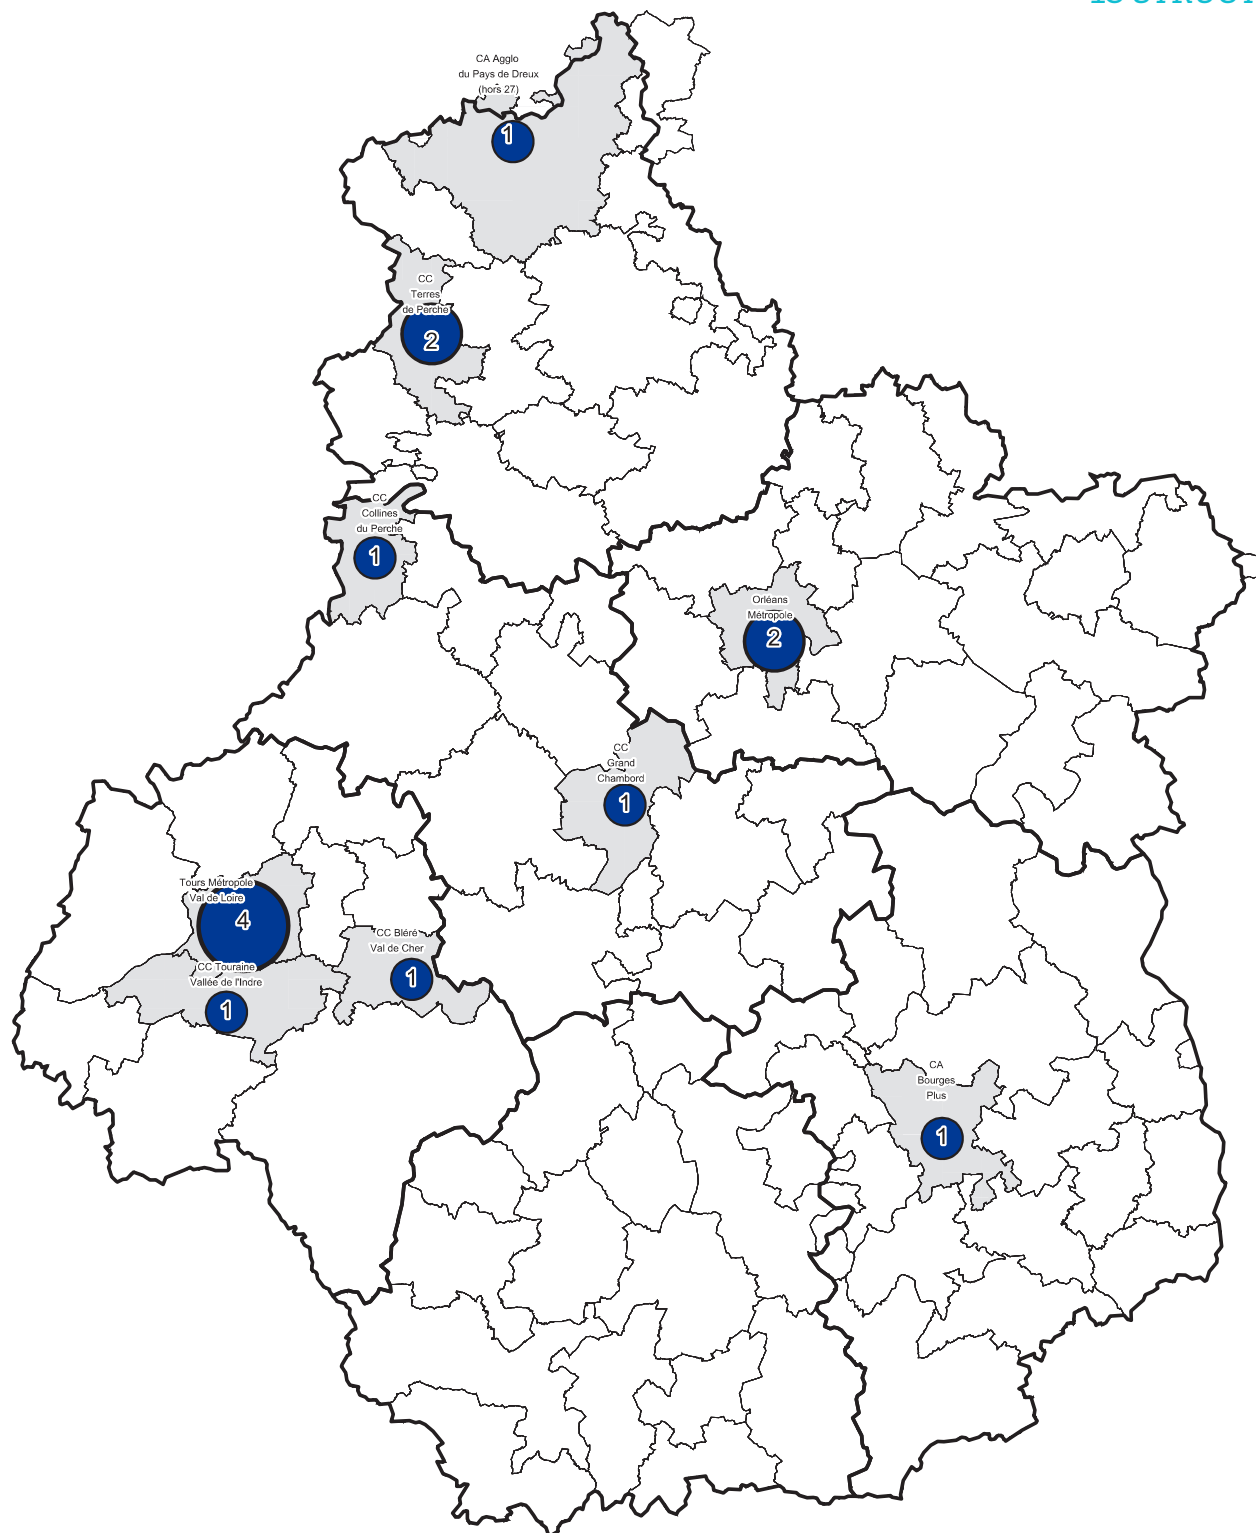 CA Agglo
du Pays de Dreux
(hors 27)
1
CC
Terres
de Perche
2
CC
Collines
du Perche
1
Orléans
Métropole
2
CC
Grand
Chambord
1
Tours Métropole
Val de Loire
4
CC Bléré
Val de Cher
1
CC Touraine
Vallée de l'Indre
1
CA
Bourges
Plus
1